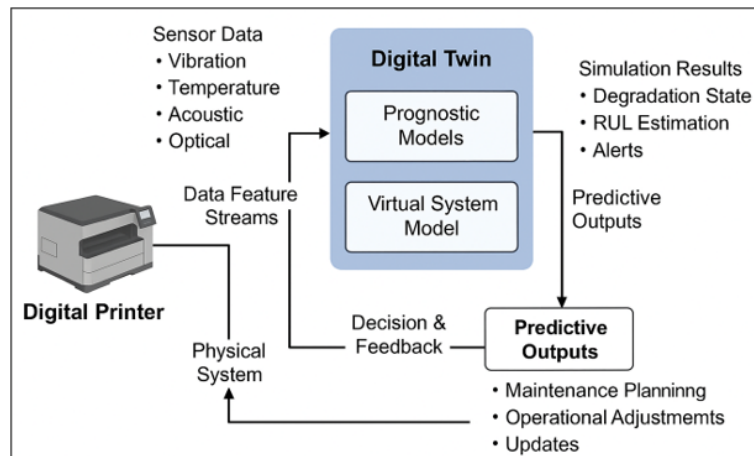 Sensor Data
• Vibration
• Temperature
• Acoustic
• Optical
Digital Twin
Prognostic
Models
Virtual System
Model
Simulation Results
• Degradation State
• RUL Estimation
• Alerts
Data Feature
Streams
Predictive
Outputs
Digital Printer
Physical
System
Decision &
Feedback
Predictive
Outputs
• Maintenance Planninng
• Operational Adjustmemts
• Updates